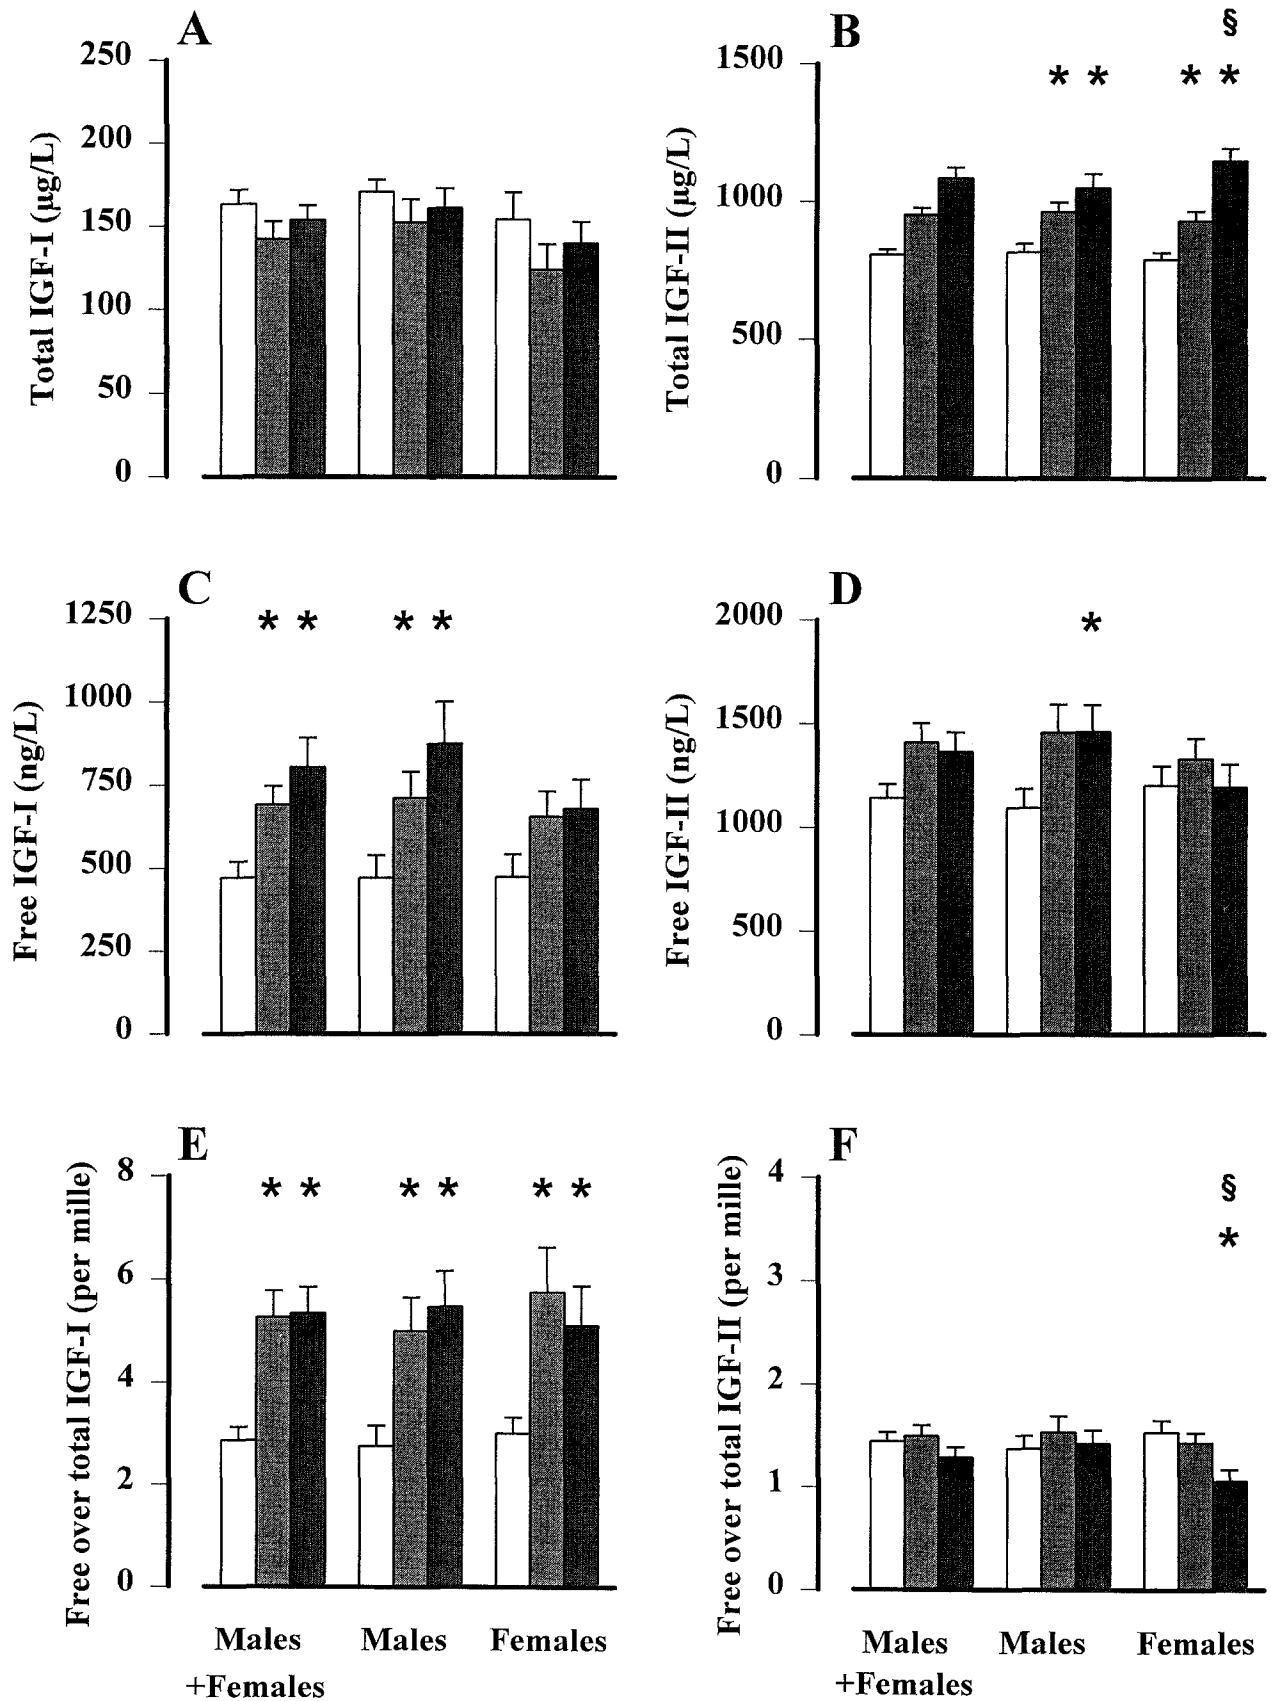 A
Total IGF-I (µg/L)
250
200
150
100
50
0
B
§
* * * *
Total IGF-II (µg/L)
1500
1000
500
0
C
* * * *
Free IGF-I (ng/L)
1250
1000
750
500
250
0
D
*
Free IGF-II (ng/L)
2000
1500
1000
500
0
E
* * * * * *
Free over total IGF-I (per mille)
8
6
4
2
0
Males
+Females
Males
Females
F
§
*
Free over total IGF-II (per mille)
4
3
2
1
0
Males
+Females
Males
Females